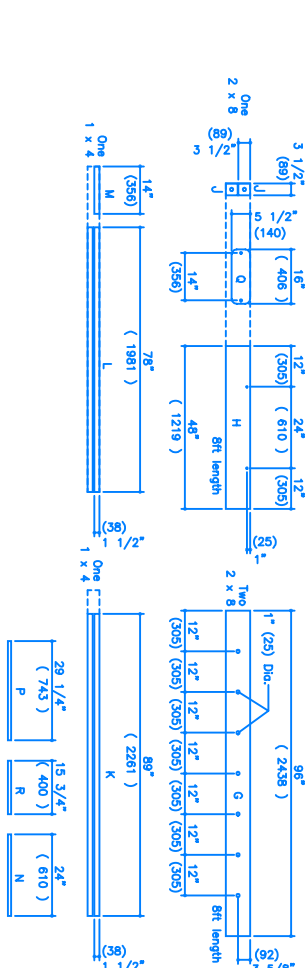 One
2 x 8
3 1/2"
(89)
16"
( 406 )
12"
(305)
24"
( 610 )
12"
(305)
(89)
3 1/2"
J
J
5 1/2"
(140)
Q
14"
(356)
H
48"
( 1219 )
8ft length
(25)
1"
Two
2 x 8
96"
( 2438 )
1" (25) Dia.
G
12"
(305)
12"
(305)
12"
(305)
12"
(305)
12"
(305)
12"
(305)
12"
(305)
8ft length
(92)
One
1 x 4
14"
(356)
M
78"
( 1981 )
L
(38)
1 1/2"
One
1 x 4
89"
( 2261 )
K
(38)
1 1/2"
29 1/4"
( 743 )
P
15 3/4"
( 400 )
R
24"
( 610 )
N